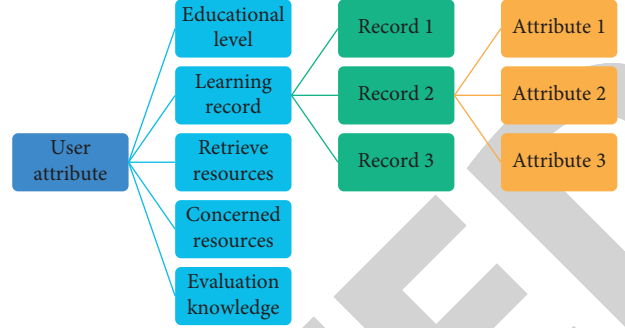 Educational
level
Record 1
Attribute 1
Learning
record
Record 2
Attribute 2
User
attribute
Retrieve
resources
Record 3
Attribute 3
Concerned
resources
Evaluation
knowledge